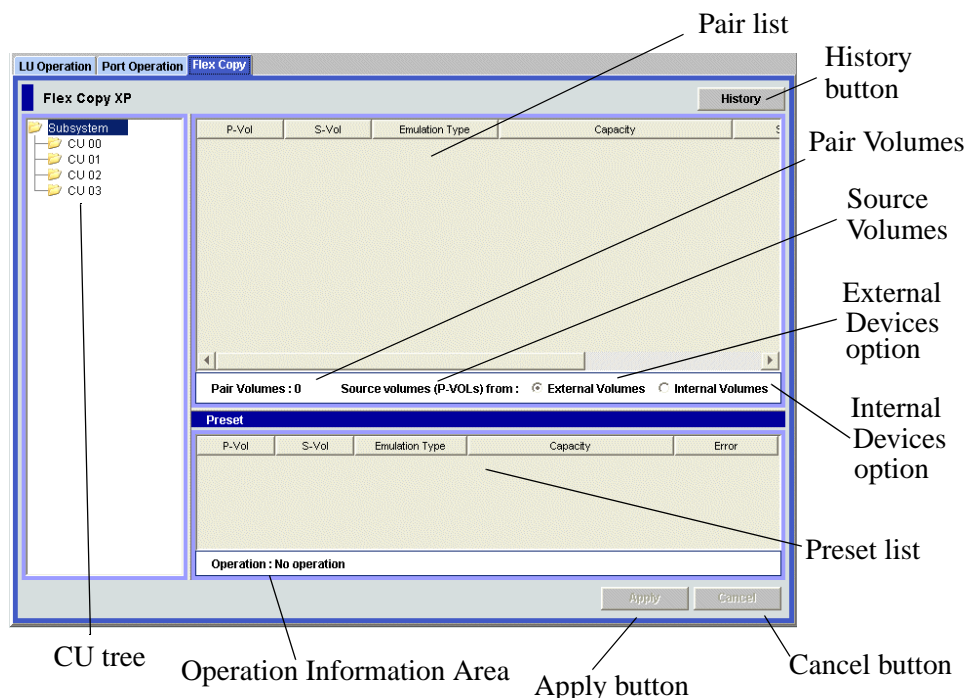 Pair list
History
button
LU Operation Port Operation Flex Copy
Flex Copy XP
History
Subsystem
CU 00
CU 01
CU 02
CU 03
P-Vol S-Vol Emulation Type Capacity S
Pair Volumes
Source
Volumes
External
Devices
option
Pair Volumes : 0 Source volumes (P-VOLs) from : External Volumes Internal Volumes
Internal
Devices
option
Preset
P-Vol S-Vol Emulation Type Capacity Error
Preset list
Operation : No operation
Apply Cancel
CU tree
Operation Information Area
Apply button
Cancel button